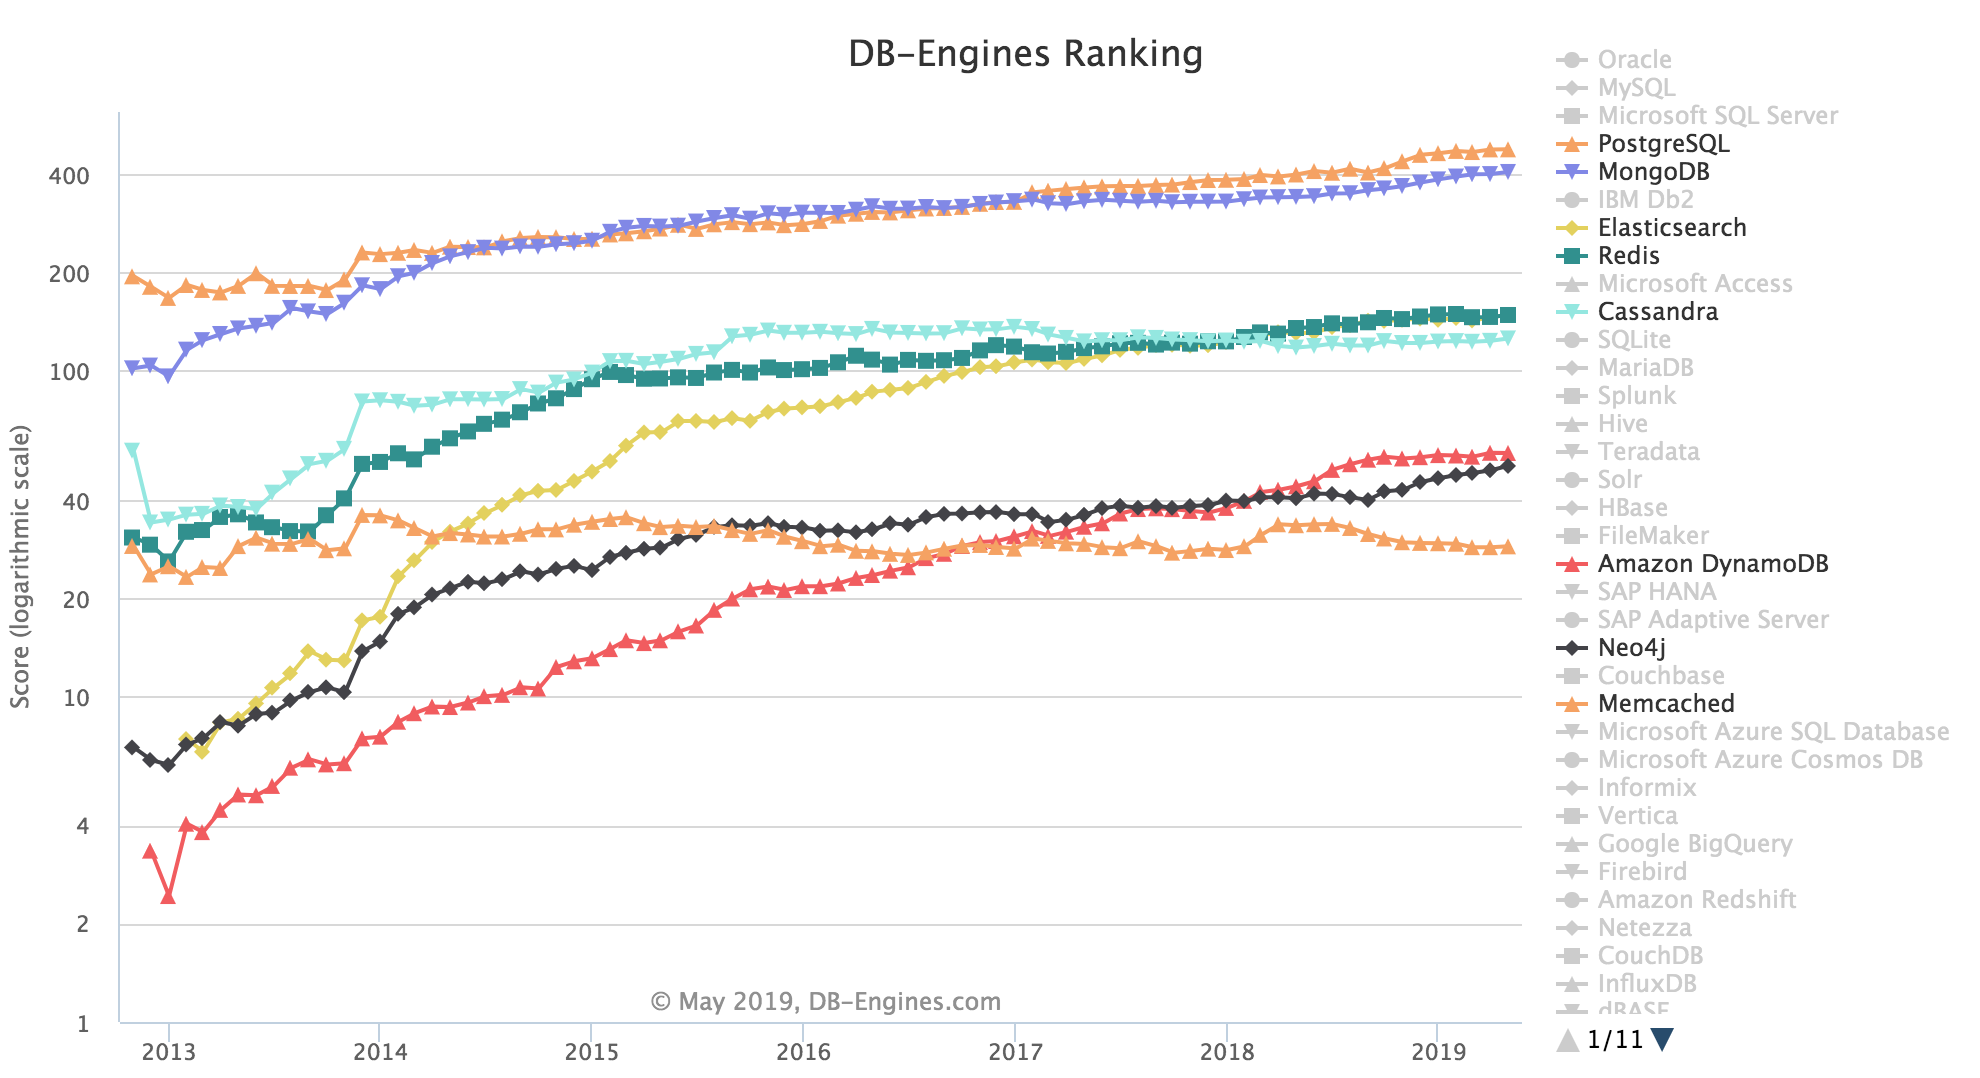 DB-Engines Ranking
Score (logarithmic scale)
400
200
100
40
20
10
4
2
1
2013
2014
2015
2016
2017
2018
2019
© May 2019, DB-Engines.com
Oracle
MySQL
Microsoft SQL Server
PostgreSQL
MongoDB
IBM Db2
Elasticsearch
Redis
Microsoft Access
Cassandra
SQLite
MariaDB
Splunk
Hive
Teradata
Solr
HBase
FileMaker
Amazon DynamoDB
SAP HANA
SAP Adaptive Server
Neo4j
Couchbase
Memcached
Microsoft Azure SQL Database
Microsoft Azure Cosmos DB
Informix
Vertica
Google BigQuery
Firebird
Amazon Redshift
Netezza
CouchDB
InfluxDB
dBASE
1/11